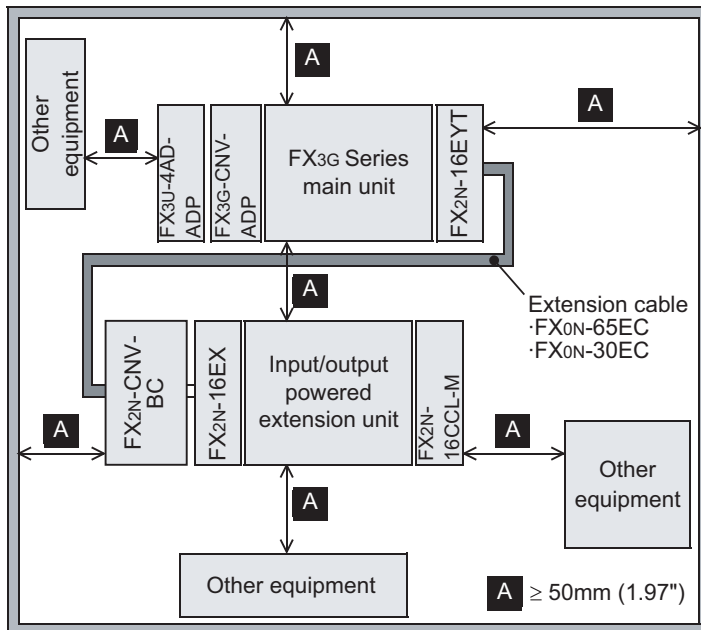 A
Other
equipment
A
A
FX3U-4AD-
ADP
FX3G-CNV-
ADP
FX3G Series
main unit
FX2N-16EYT
A
Extension cable
·FX0N-65EC
·FX0N-30EC
FX2N-CNV-
BC
FX2N-16EX
Input/output
powered
extension unit
FX2N-
16CCL-M
A
A
Other
equipment
A
Other equipment
A ≥ 50mm (1.97")